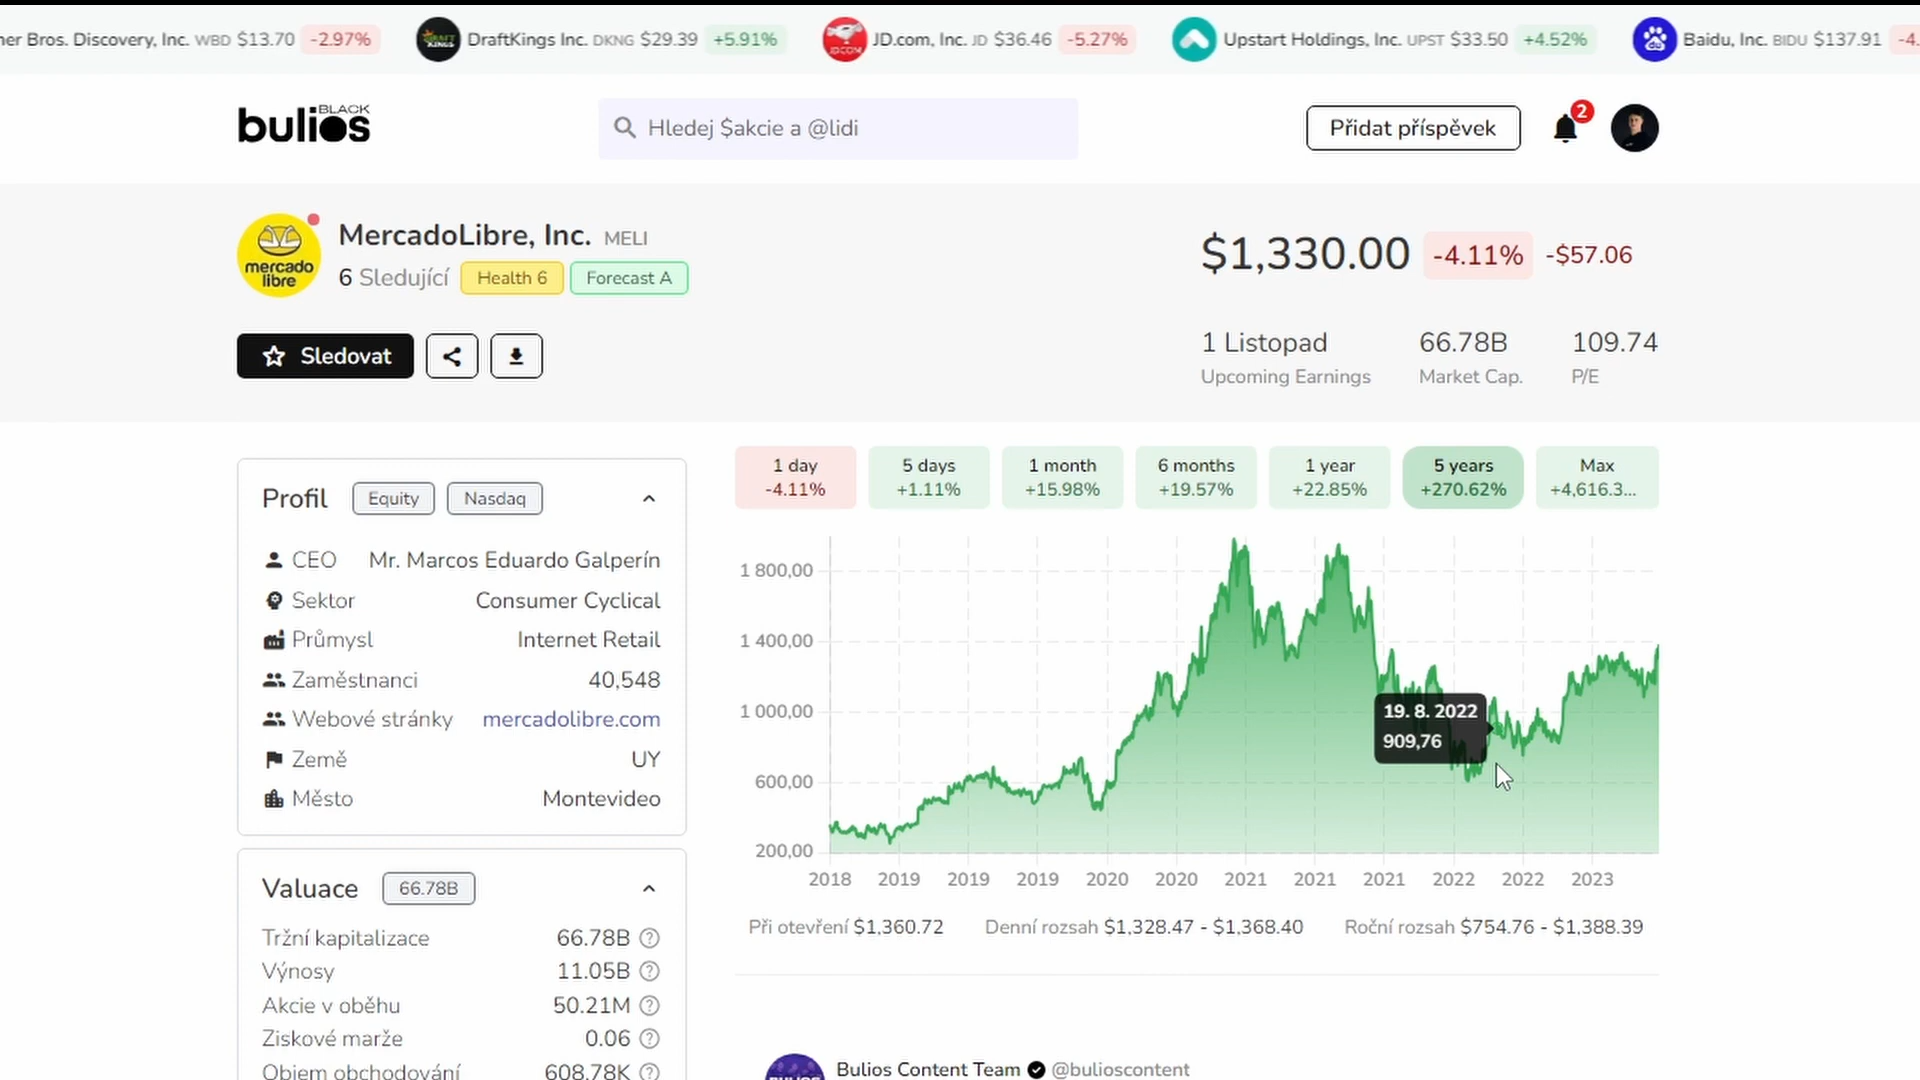 ner Bros. Discovery, Inc. WBD $13.70 -2.97% DraftKings Inc. DKNG $29.39 +5.91% JD.com, Inc. JD $36.46 -5.27% Upstart Holdings, Inc. UPST $33.50 +4.52% Baidu, Inc. BIDU $137.91 -4.
bulios BLACK
Hledej $akcie a @lidi
Přidat příspěvek
2
mercado libre
MercadoLibre, Inc. MELI
6 Sledující Health 6 Forecast A
$1,330.00 -4.11% -$57.06
Sledovat
1 Listopad 66.78B 109.74
Upcoming Earnings Market Cap. P/E
Profil Equity Nasdaq
CEO Mr. Marcos Eduardo Galperín
Sektor Consumer Cyclical
Průmysl Internet Retail
Zaměstnanci 40,548
Webové stránky mercadolibre.com
Země UY
Město Montevideo
Valuace 66.78B
Tržní kapitalizace 66.78B
Výnosy 11.05B
Akcie v oběhu 50.21M
Ziskové marže 0.06
Objem obchodování 608.78K
1 day 5 days 1 month 6 months 1 year 5 years Max
-4.11% +1.11% +15.98% +19.57% +22.85% +270.62% +4,616.3...
1 800,00
1 400,00
1 000,00
600,00
200,00
19. 8. 2022
909,76
2018 2019 2019 2019 2020 2020 2021 2021 2021 2022 2022 2023
Při otevření $1,360.72 Denní rozsah $1,328.47 - $1,368.40 Roční rozsah $754.76 - $1,388.39
Bulios Content Team @bulioscontent